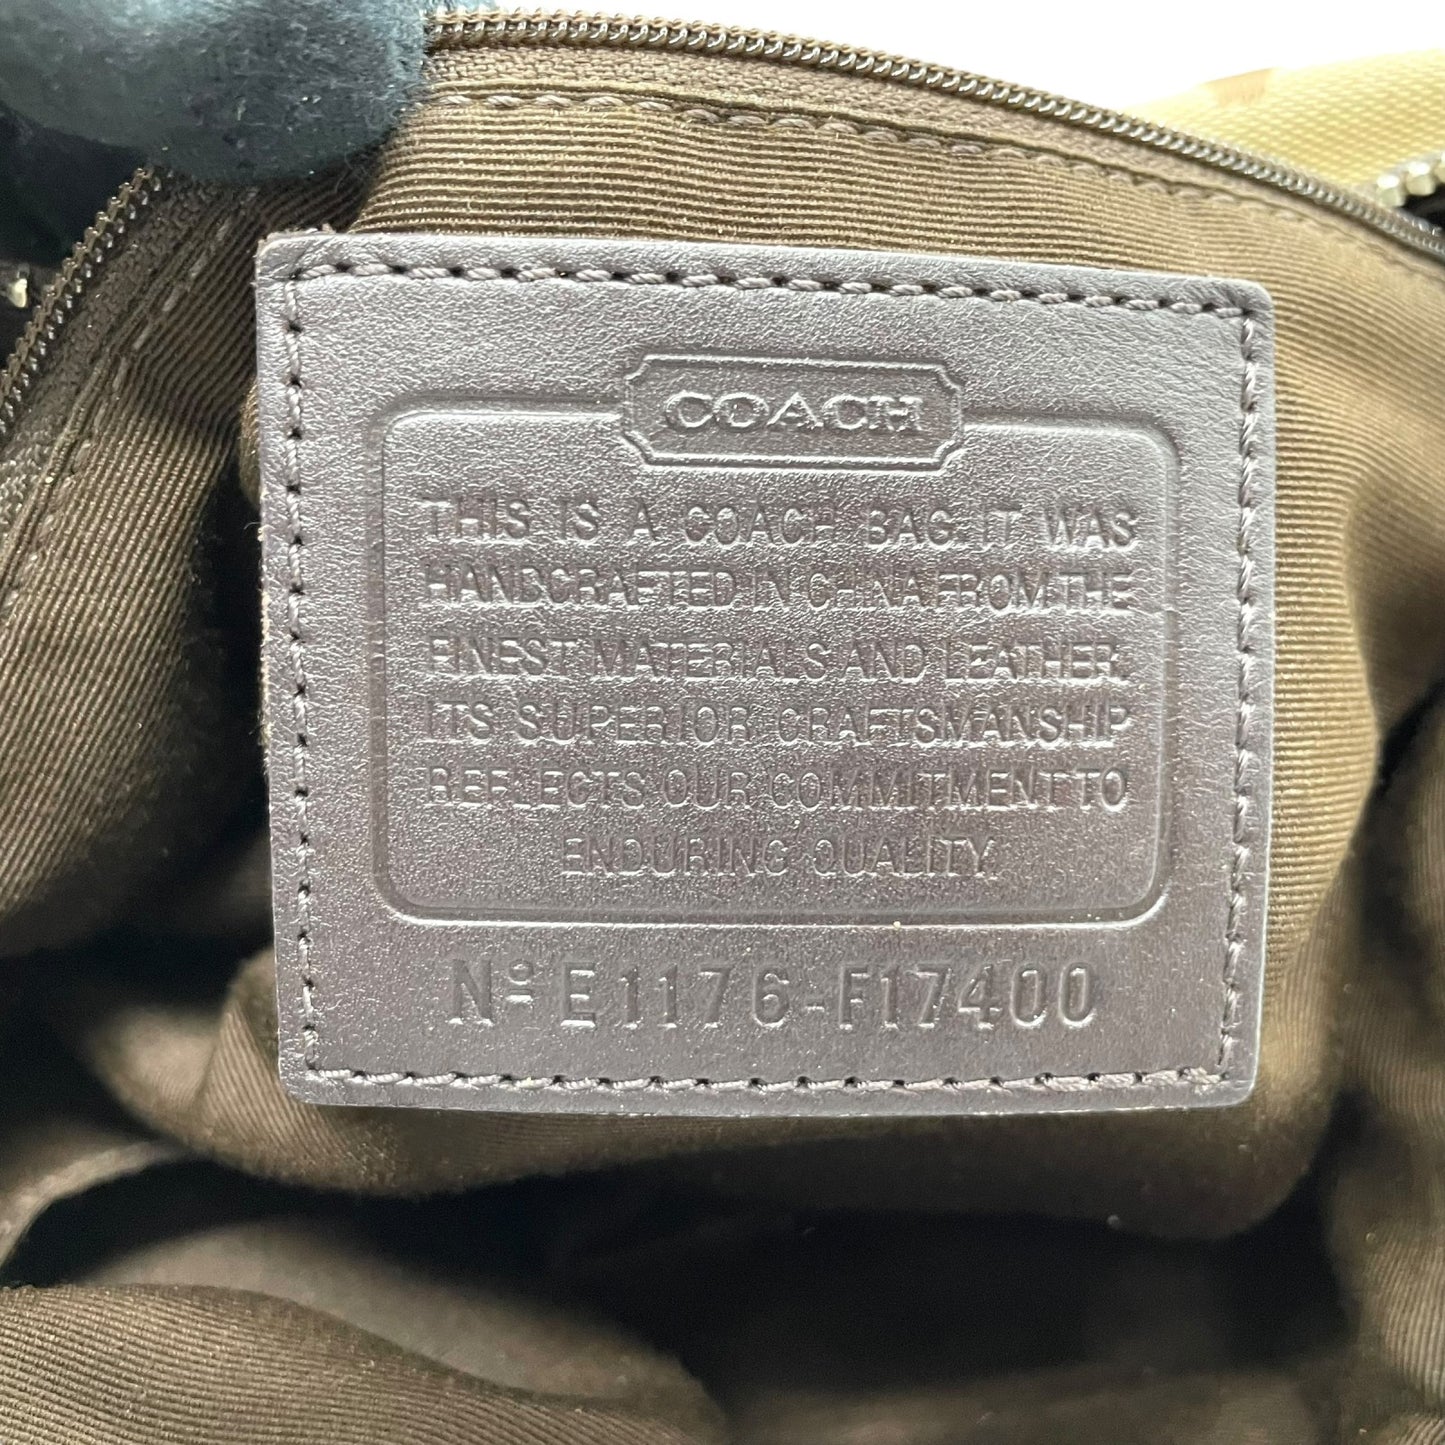 COACH
THIS IS A COACH BAG. IT WAS
HANDCRAFTED IN CHINA FROM THE
FINEST MATERIALS AND LEATHER.
ITS SUPERIOR CRAFTSMANSHIP
REFLECTS OUR COMMITMENT TO
ENDURING QUALITY.
Nº E1176-F17400